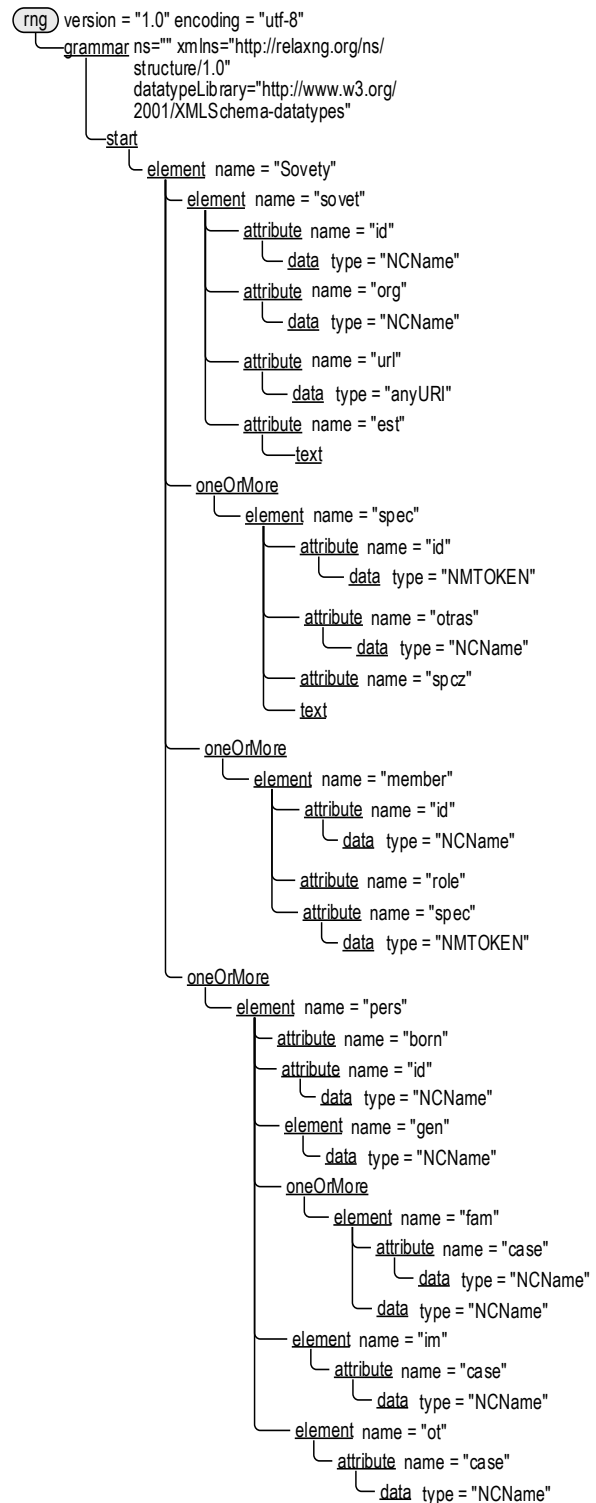 rng version = "1.0" encoding = "utf-8"
grammar ns="" xmlns="http://relaxng.org/ns/
structure/1.0"
datatypeLibrary="http://www.w3.org/
2001/XMLSchema-datatypes"
start
element name = "Sovety"
element name = "sovet"
attribute name = "id"
data type = "NCName"
attribute name = "org"
data type = "NCName"
attribute name = "url"
data type = "anyURI"
attribute name = "est"
text
oneOrMore
element name = "spec"
attribute name = "id"
data type = "NMTOKEN"
attribute name = "otras"
data type = "NCName"
attribute name = "spcz"
text
oneOrMore
element name = "member"
attribute name = "id"
data type = "NCName"
attribute name = "role"
attribute name = "spec"
data type = "NMTOKEN"
oneOrMore
element name = "pers"
attribute name = "born"
attribute name = "id"
data type = "NCName"
element name = "gen"
data type = "NCName"
oneOrMore
element name = "fam"
attribute name = "case"
data type = "NCName"
data type = "NCName"
element name = "im"
attribute name = "case"
data type = "NCName"
element name = "ot"
attribute name = "case"
data type = "NCName"